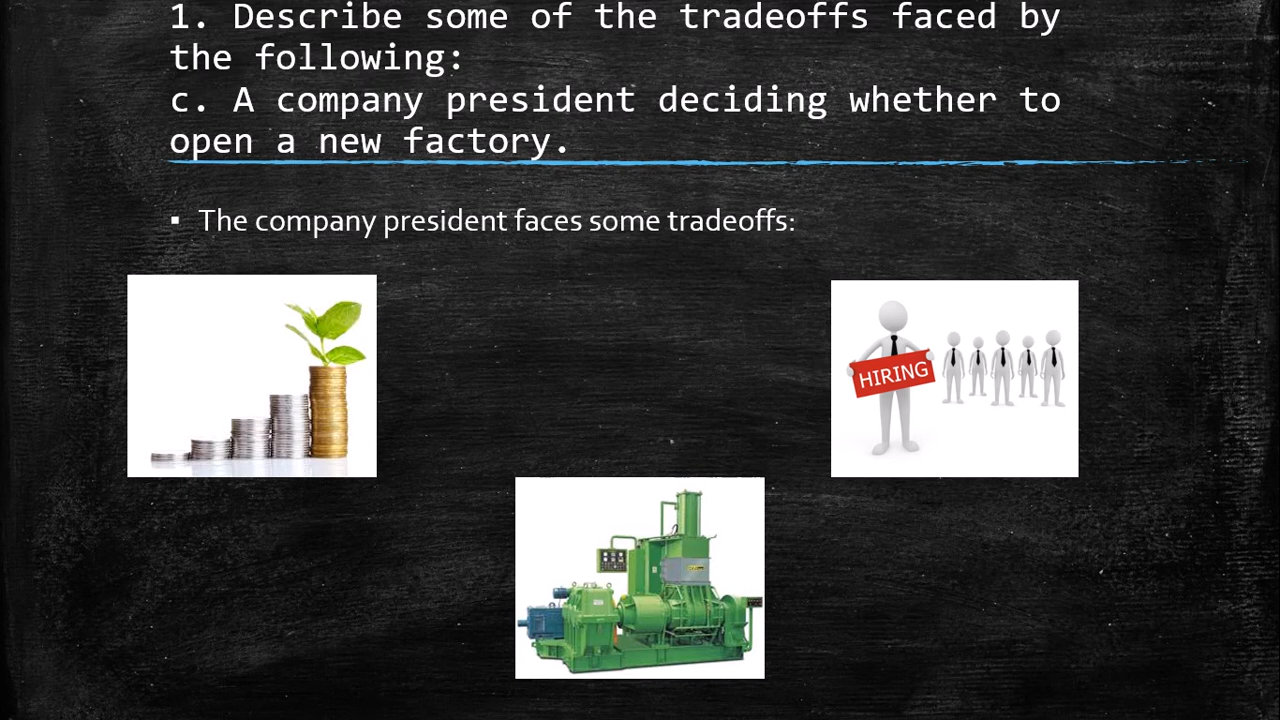 1. Describe some of the tradeoffs faced by
the following:
c. A company president deciding whether to
open a new factory.
▪ The company president faces some tradeoffs:
HIRING